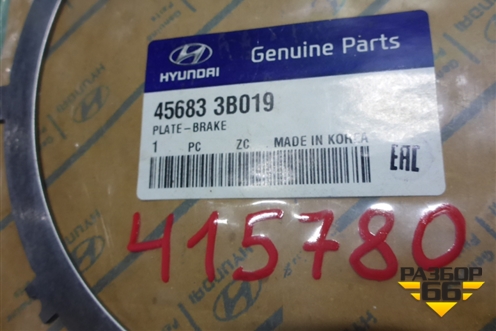 HYUNDAI
Genuine Parts
45683 3B019
PLATE-BRAKE
1 PC ZC MADE IN KOREA
EAC
415780
РАЗБОР
66